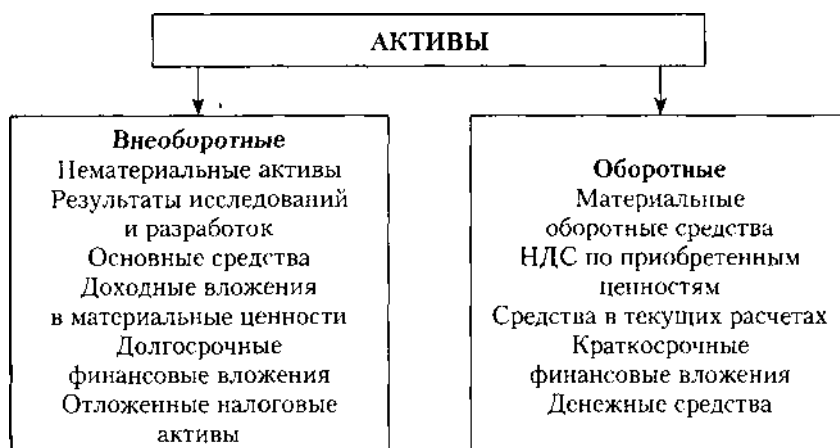 АКТИВЫ
Внеоборотные
Нематериальные активы
Результаты исследований
и разработок
Основные средства
Доходные вложения
в материальные ценности
Долгосрочные
финансовые вложения
Отложенные налоговые
активы
Оборотные
Материальные
оборотные средства
НДС по приобретенным
ценностям
Средства в текущих расчетах
Краткосрочные
финансовые вложения
Денежные средства